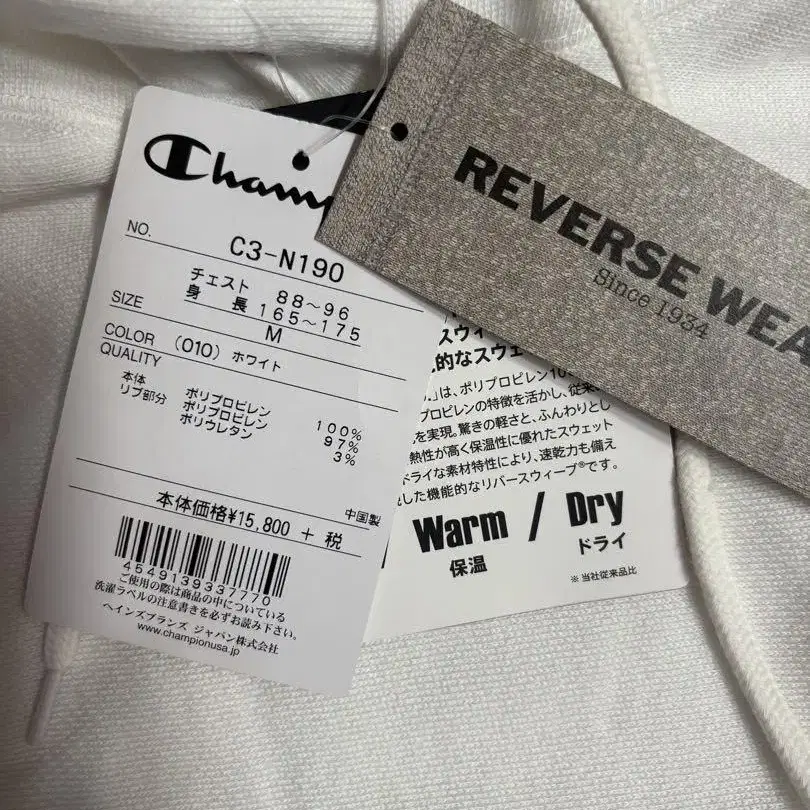 Champ
NO. C3-N190
チェスト 88～96
身長 165～175
SIZE M
COLOR (010) ホワイト
QUALITY
本体 ポリプロピレン 100%
リブ部分 ポリプロピレン 97%
ポリウレタン 3%
中国製
本体価格¥15,800 + 税
4549139337770
ご使用の際は商品の中についている
洗濯ラベルの注意書きを必ずお読み下さい。
ヘインズブランズ ジャパン株式会社
www.championusa.jp
REVERSE WEA
Since 1934
スウィ
的なスウェ
」は、ポリプロピレン10
プロピレンの特徴を活かし、従来
を実現。驚きの軽さと、ふんわりとし
熱性が高く保温性に優れたスウェット
ドライな素材特性により、速乾力も備え
した機能的なリバースウィーブ®です。
Warm / Dry
保温 ドライ
※当社従来品比